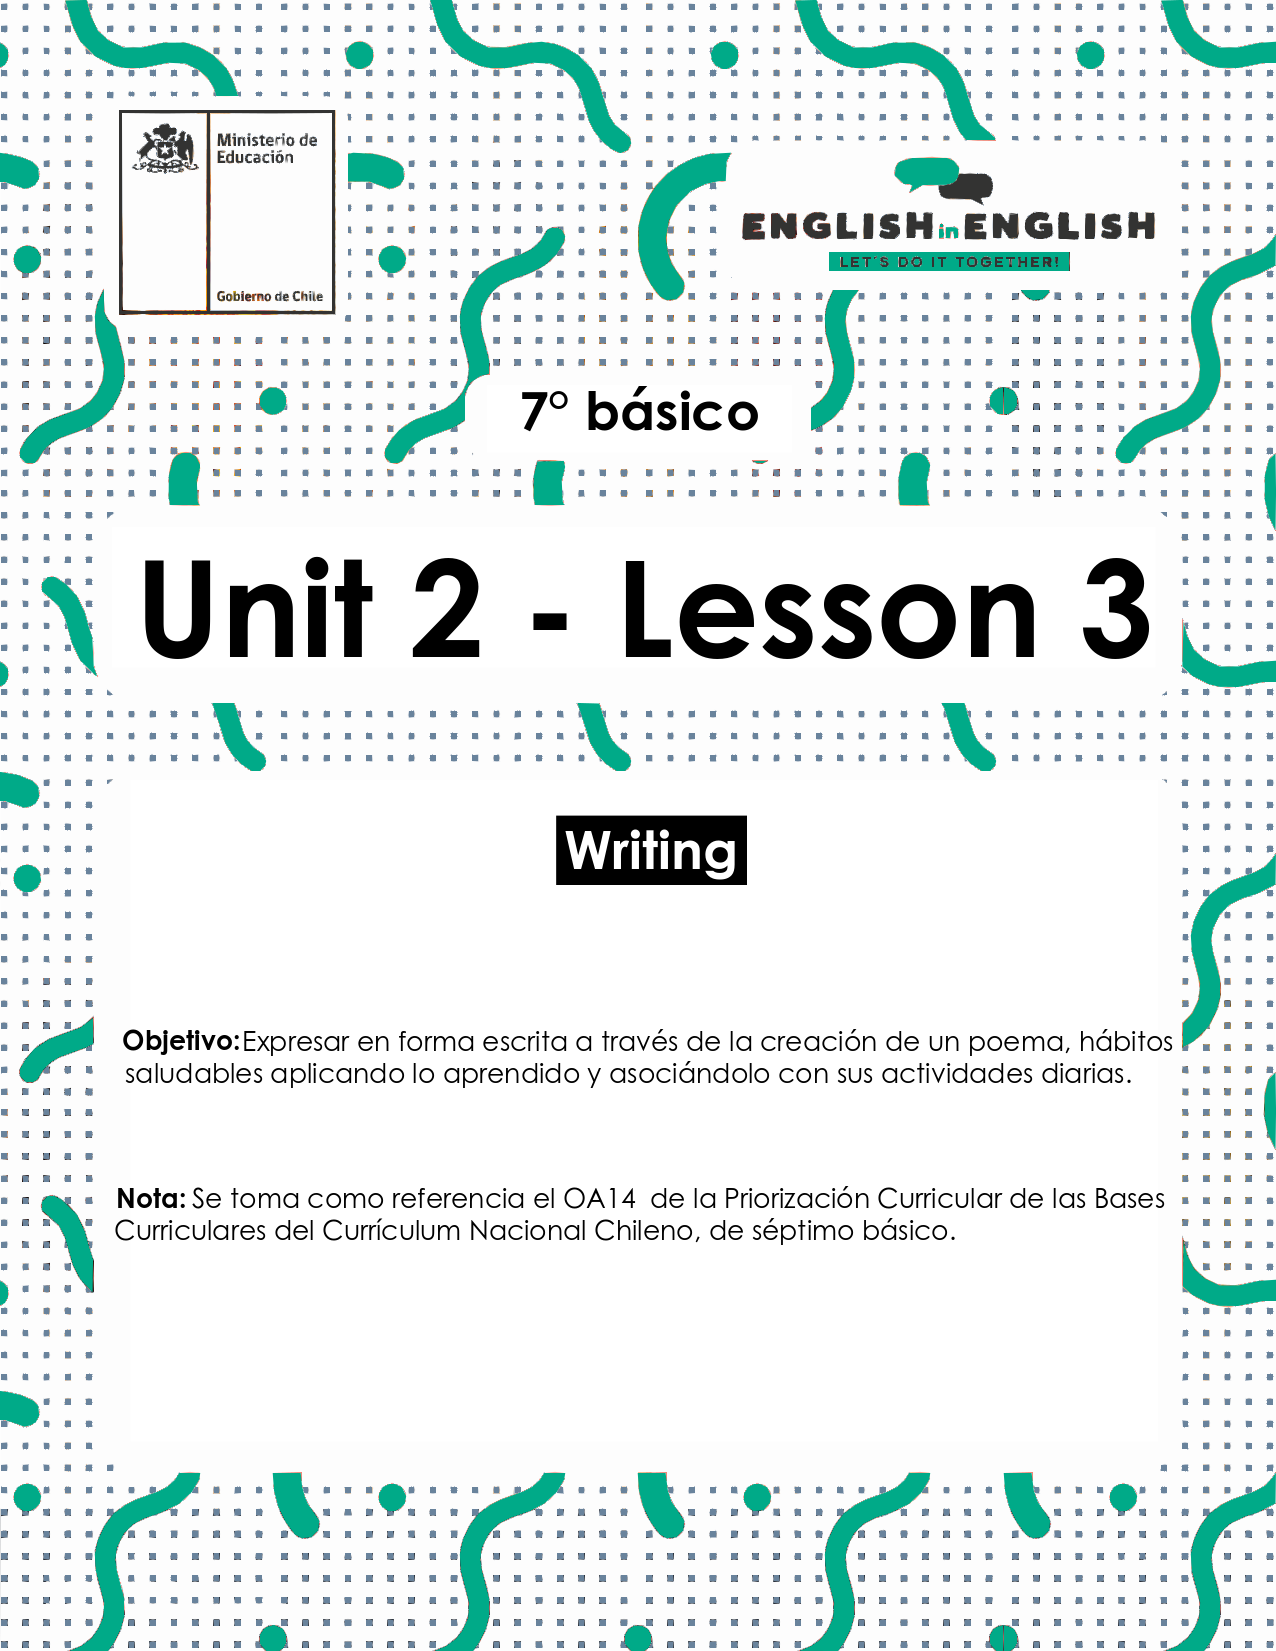 Ministerio de
Educación
Gobierno de Chile
ENGLISH in ENGLISH
LET'S DO IT TOGETHER!
7° básico
Unit 2 - Lesson 3
Writing
Objetivo: Expresar en forma escrita a través de la creación de un poema, hábitos
saludables aplicando lo aprendido y asociándolo con sus actividades diarias.
Nota: Se toma como referencia el OA14 de la Priorización Curricular de las Bases
Curriculares del Currículum Nacional Chileno, de séptimo básico.